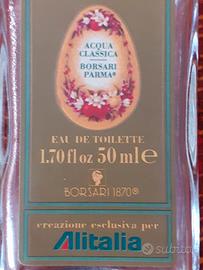 ACQUA
CLASSICA
BORSARI
PARMA®
EAU DE TOILETTE
1.70 fl oz 50 ml e
BORSARI 1870®
creazione esclusiva per
Alitalia
subito